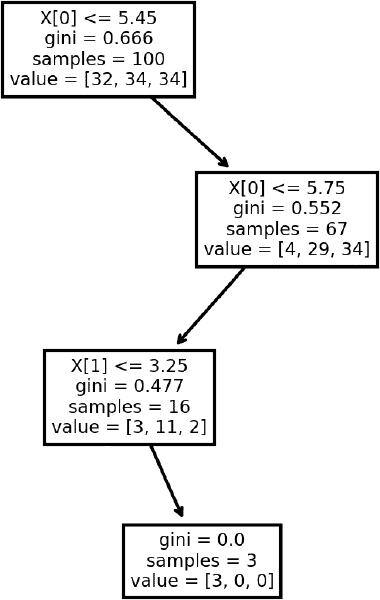 X[0] <= 5.45
gini = 0.666
samples = 100
value = [32, 34, 34]
X[0] <= 5.75
gini = 0.552
samples = 67
value = [4, 29, 34]
X[1] <= 3.25
gini = 0.477
samples = 16
value = [3, 11, 2]
gini = 0.0
samples = 3
value = [3, 0, 0]